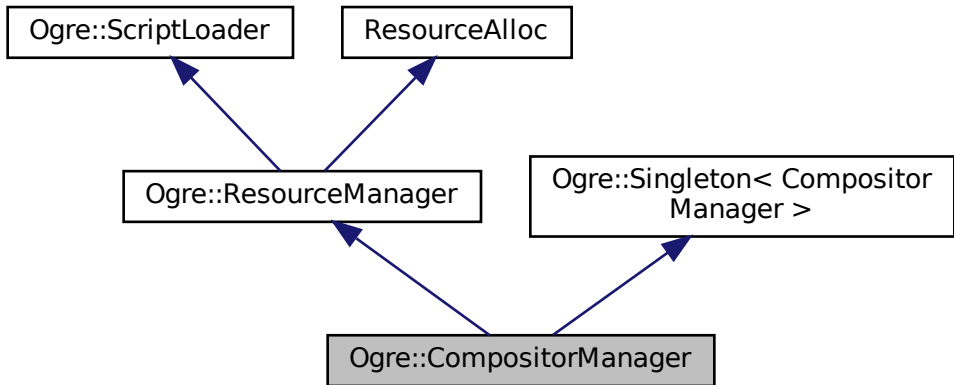 Ogre::ScriptLoader
ResourceAlloc
Ogre::ResourceManager
Ogre::Singleton< Compositor
Manager >
Ogre::CompositorManager